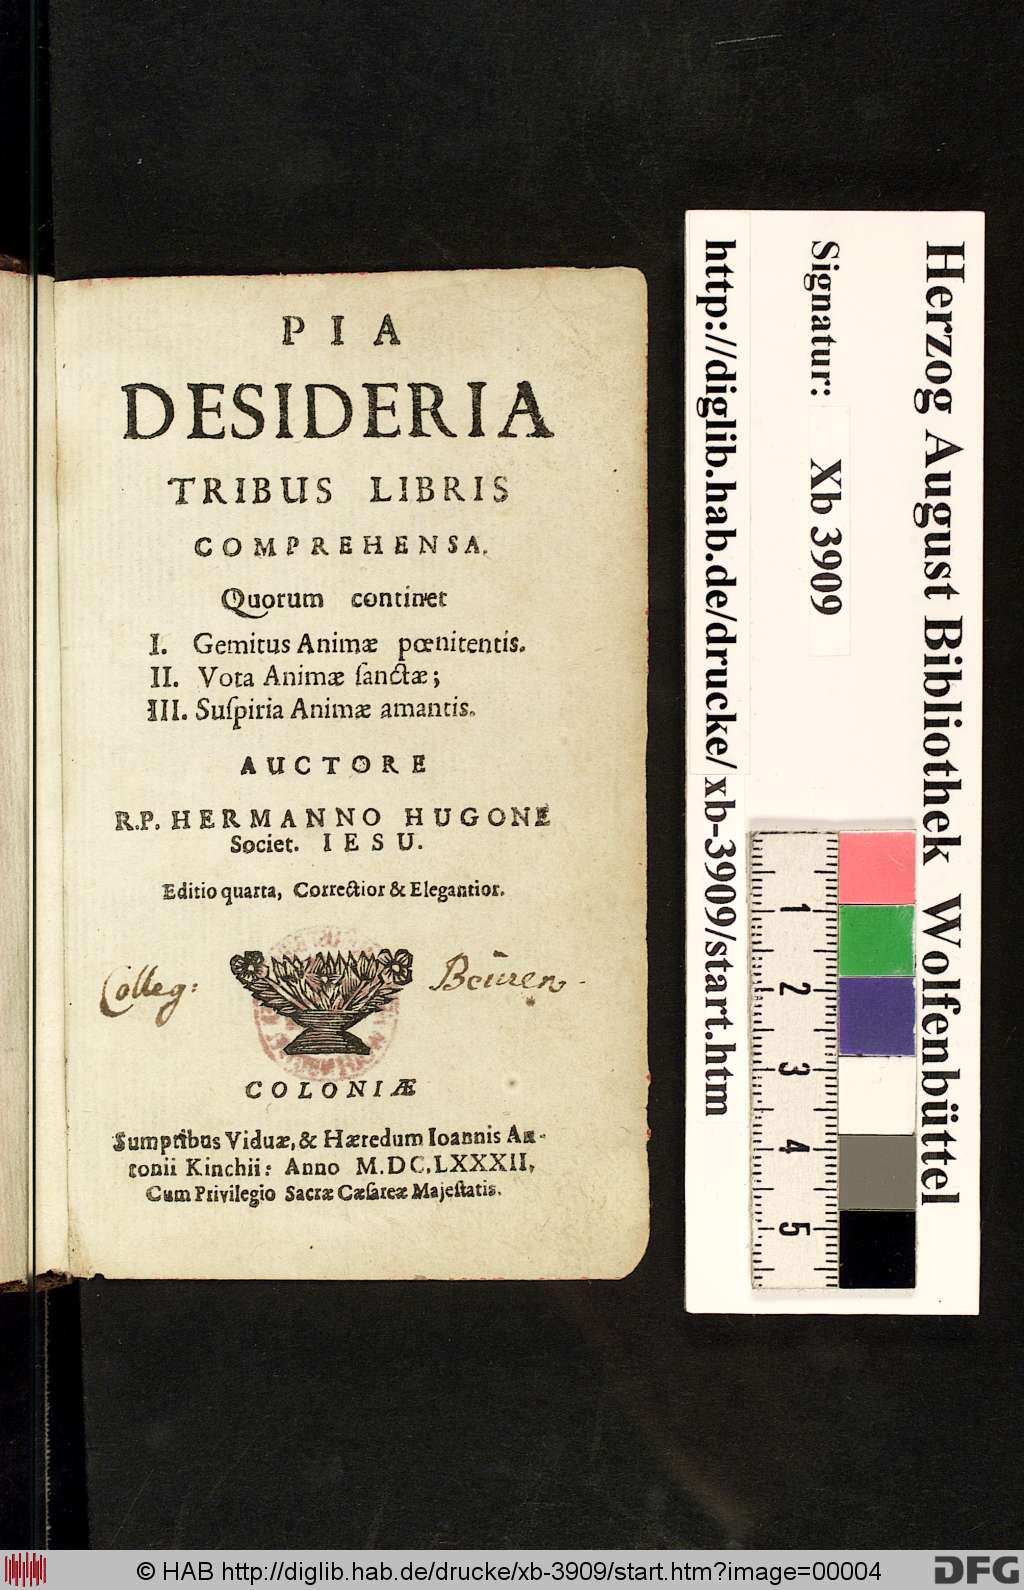 PIA
DESIDERIA
TRIBUS LIBRIS
COMPREHENSA.
Quorum continet
I. Gemitus Animæ pœnitentis.
II. Vota Animæ ſanctæ;
III. Suſpiria Animæ amantis.
AUCTORE
R.P. HERMANNO HUGONE
Societ. IESU.
Editio quarta, Correctior & Elegantior.
Colleg: Beüren.
COLONIÆ
Sumptibus Viduæ, & Hæredum Ioannis An-
tonii Kinchii: Anno M.DC.LXXXII.
Cum Privilegio Sacræ Cæſareæ Majeſtatis.
Herzog August Bibliothek Wolfenbüttel
Signatur: Xb 3909
http://diglib.hab.de/drucke/xb-3909/start.htm
1
2
3
4
5
© HAB http://diglib.hab.de/drucke/xb-3909/start.htm?image=00004
DFG